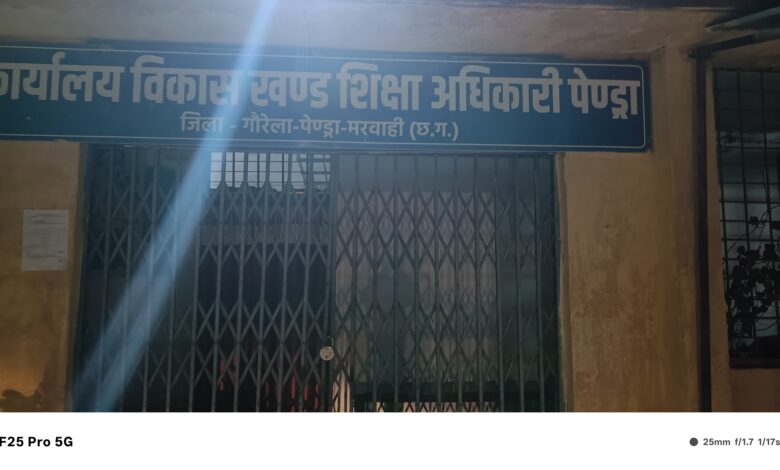 कार्यालय विकास खण्ड शिक्षा अधिकारी पेण्ड्रा
जिला - गौरेला-पेण्ड्रा-मरवाही (छ.ग.)
F25 Pro 5G
25mm f/1.7 1/17s